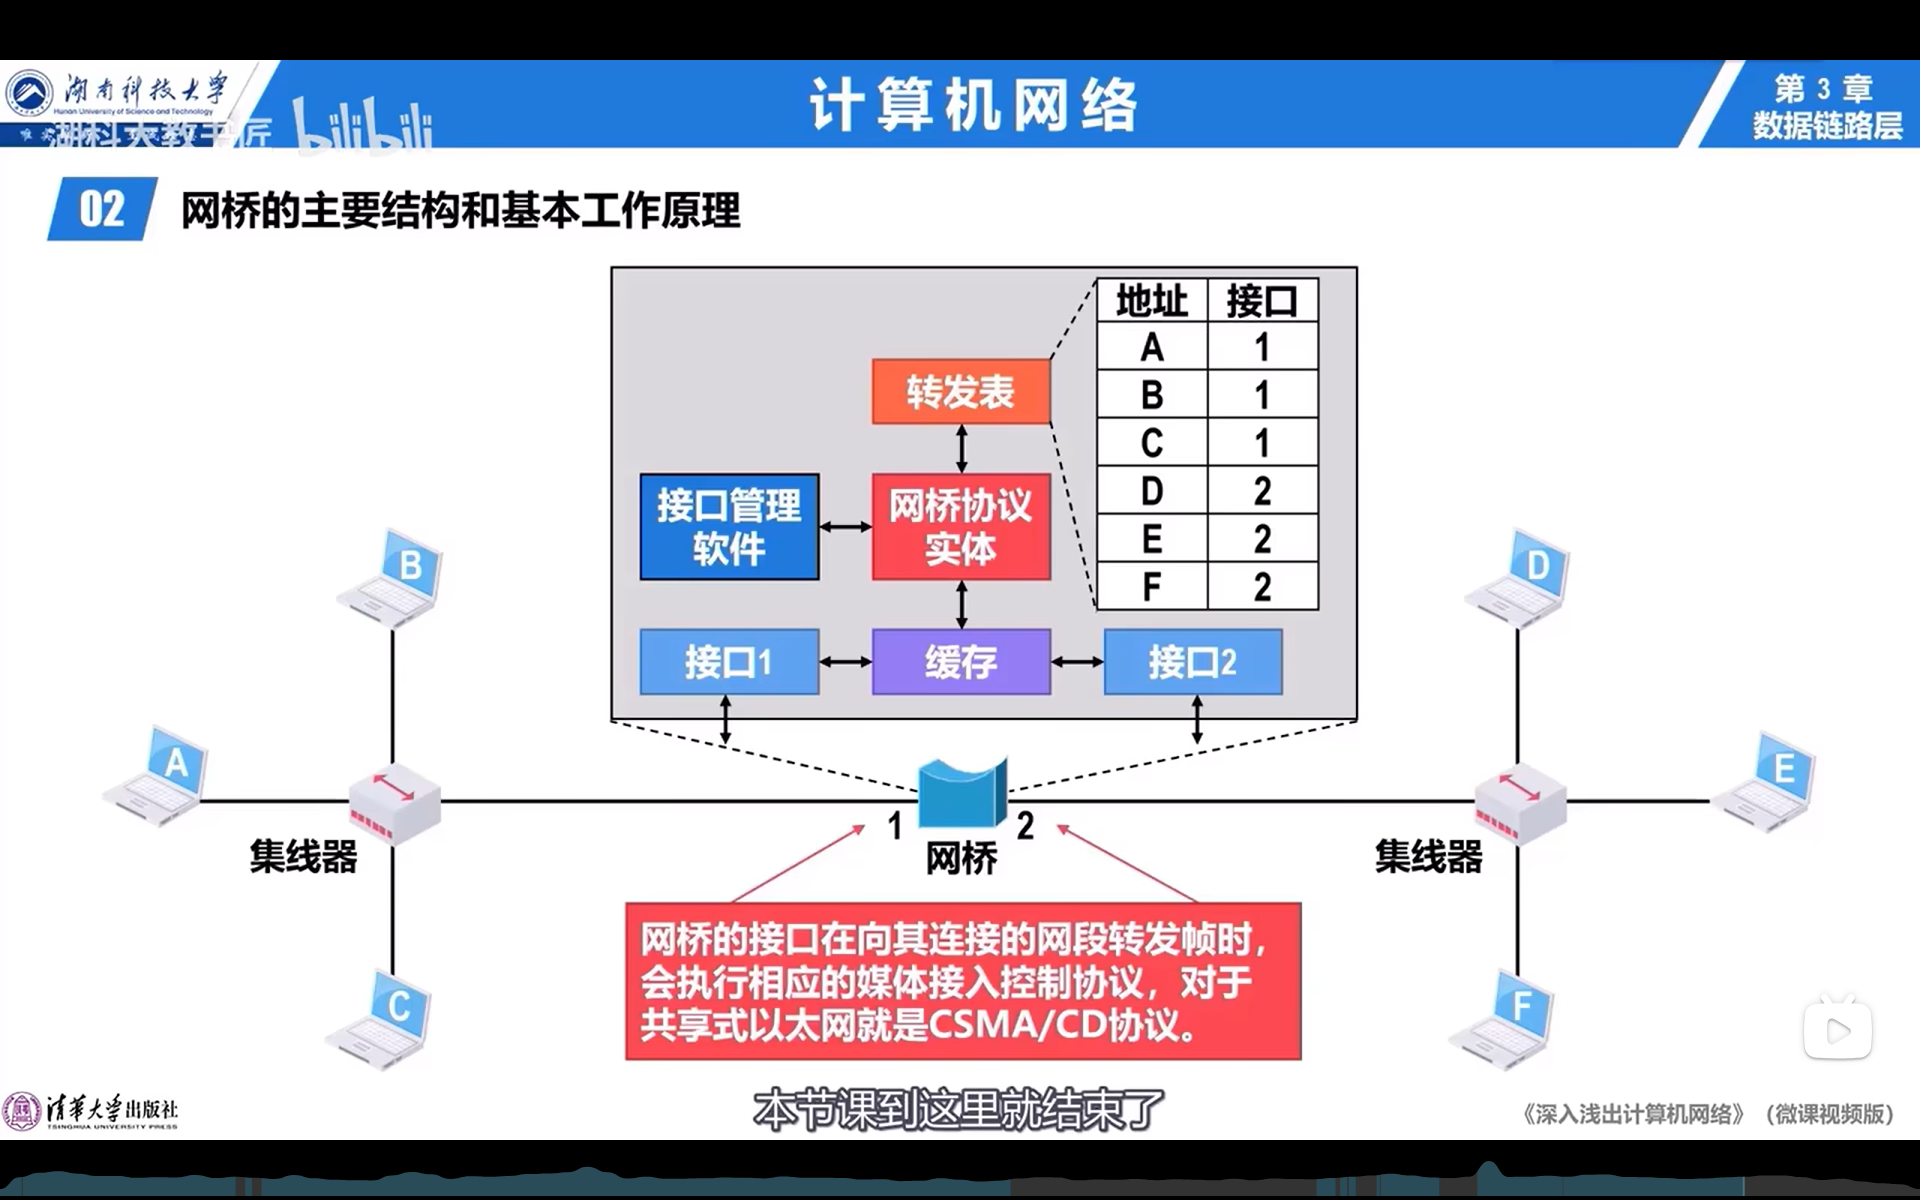 湖南科技大学
Hunan University of Science and Technology
湖科大教书匠
bilibili
计算机网络
第 3 章
数据链路层
02
网桥的主要结构和基本工作原理
地址 接口
A 1
B 1
C 1
D 2
E 2
F 2
转发表
接口管理
软件
网桥协议
实体
接口1
缓存
接口2
B
A
C
D
E
F
集线器
1
2
网桥
集线器
网桥的接口在向其连接的网段转发帧时，
会执行相应的媒体接入控制协议，对于
共享式以太网就是CSMA/CD协议。
本节课到这里就结束了
清华大学出版社
TSINGHUA UNIVERSITY PRESS
《深入浅出计算机网络》（微课视频版）